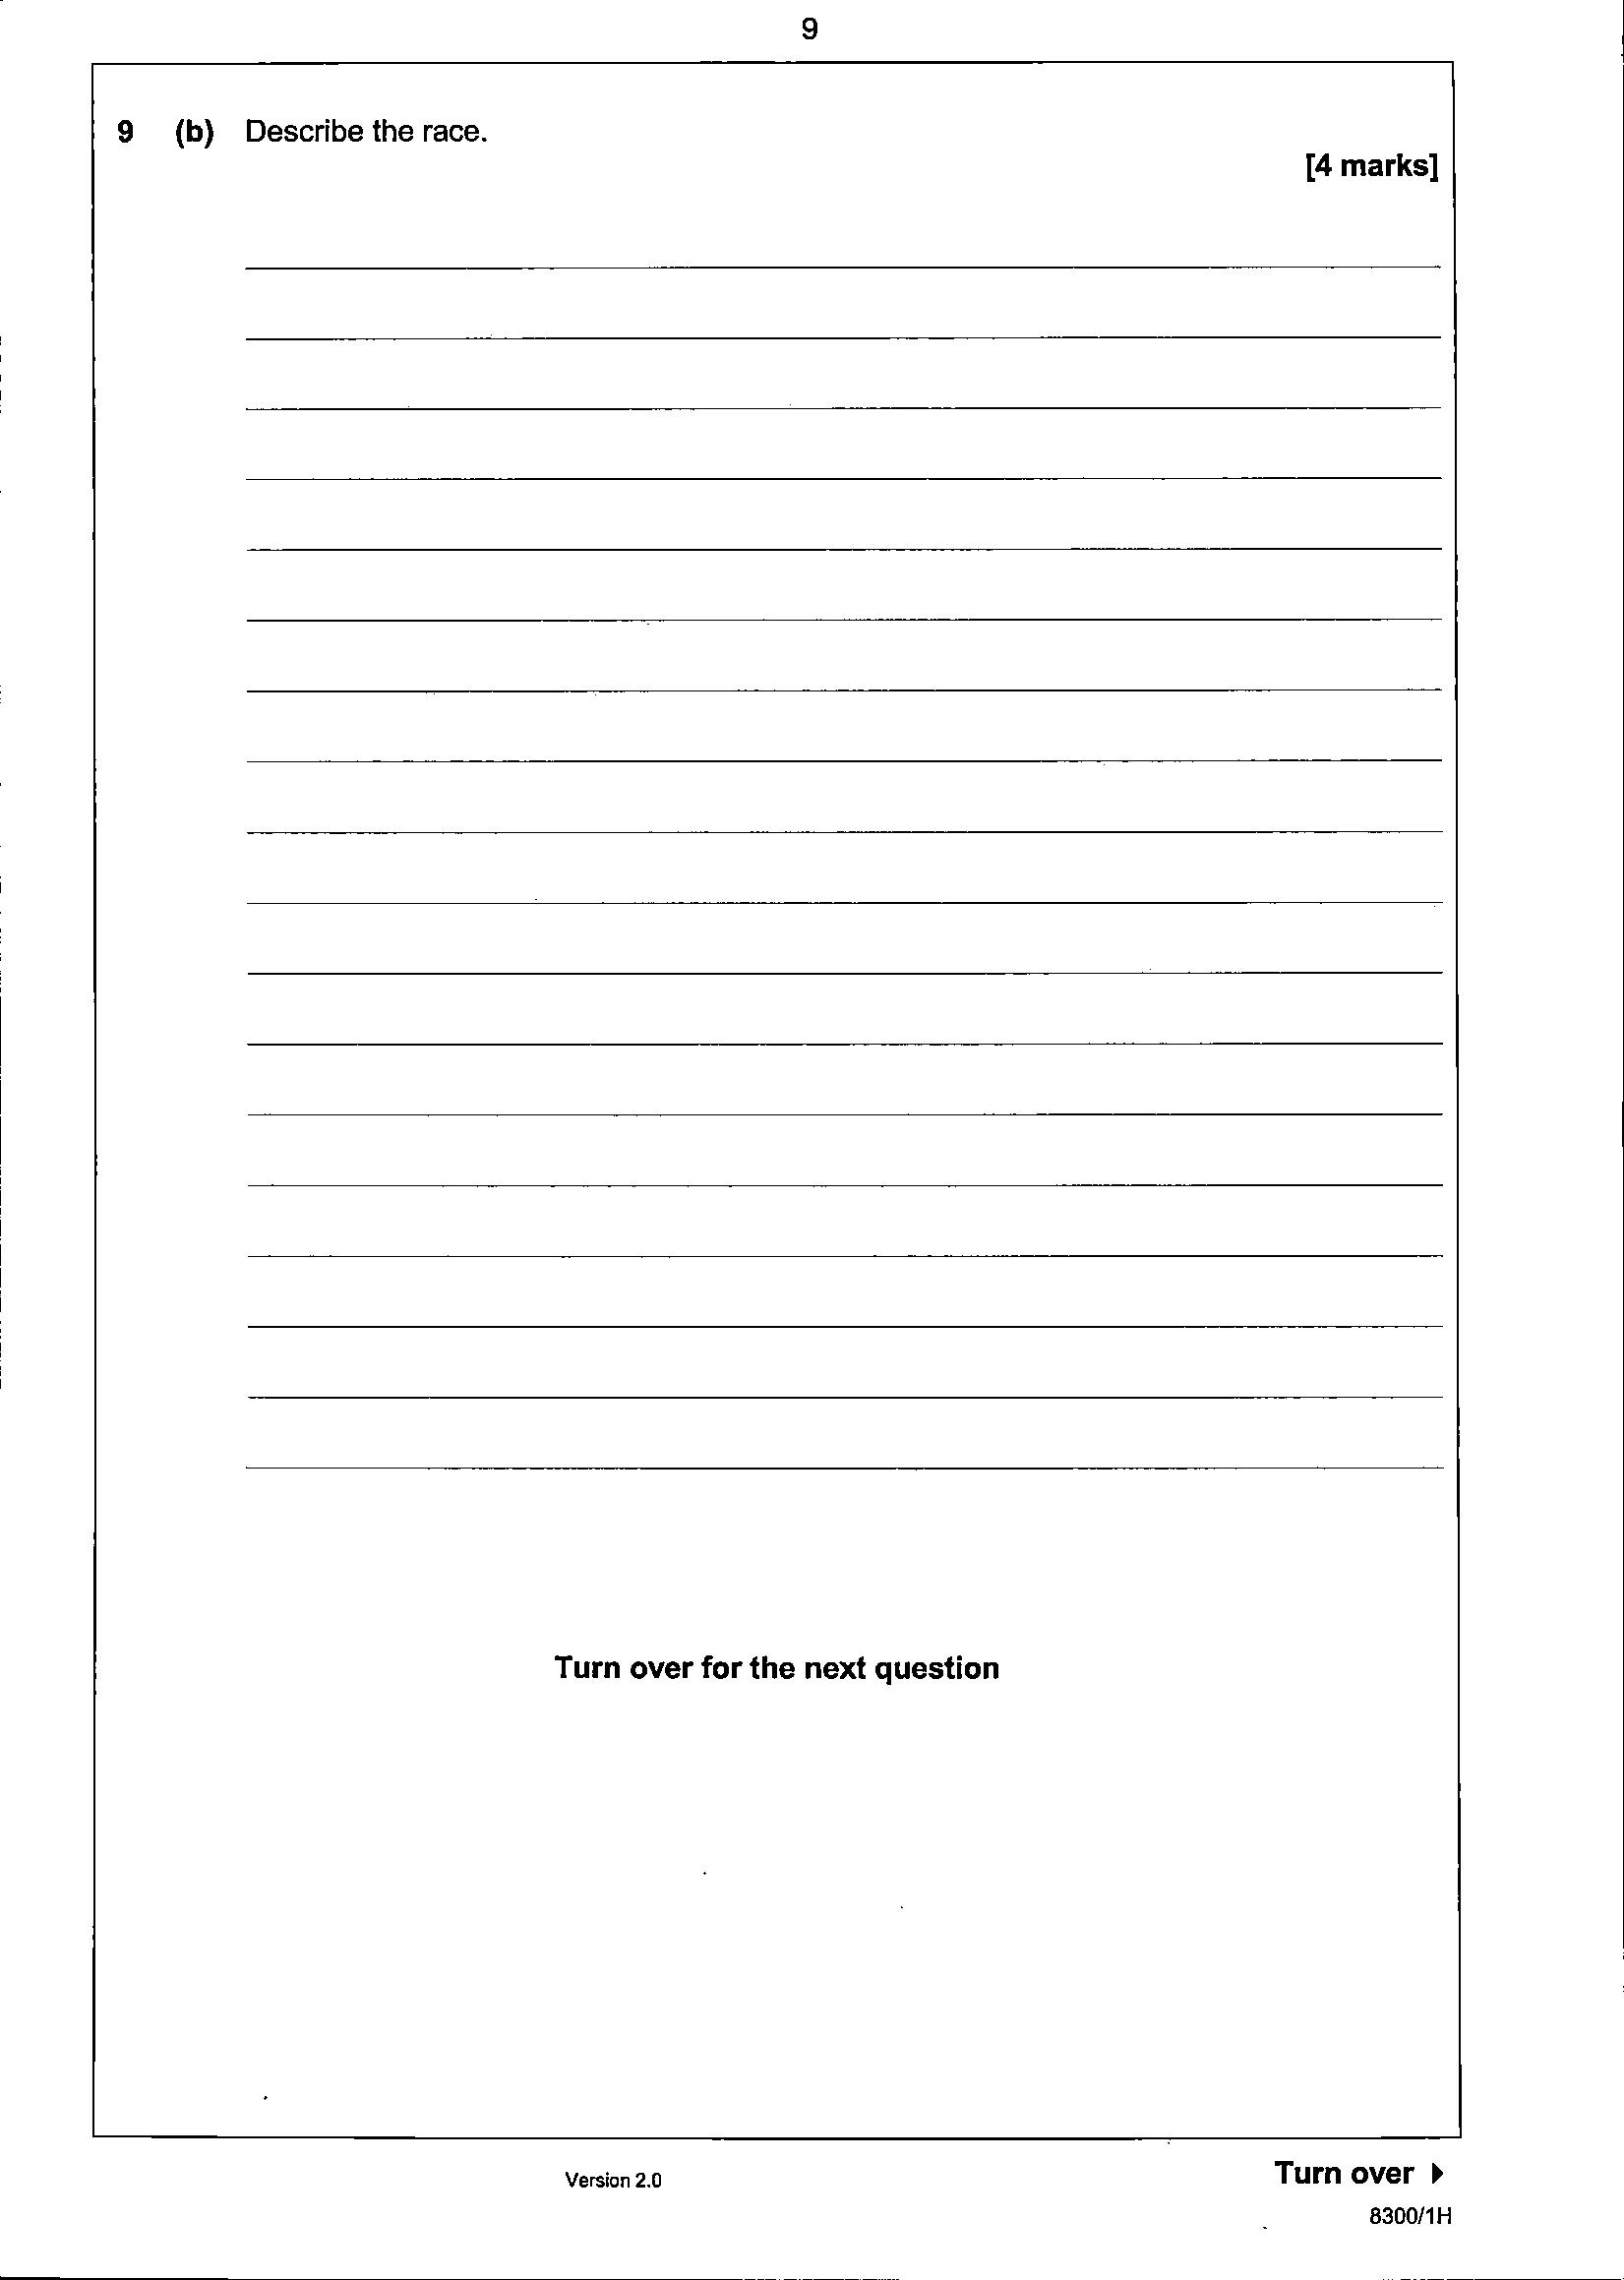 9
9 (b) Describe the race.
[4 marks]
Turn over for the next question
Version 2.0
Turn over ▶
8300/1H